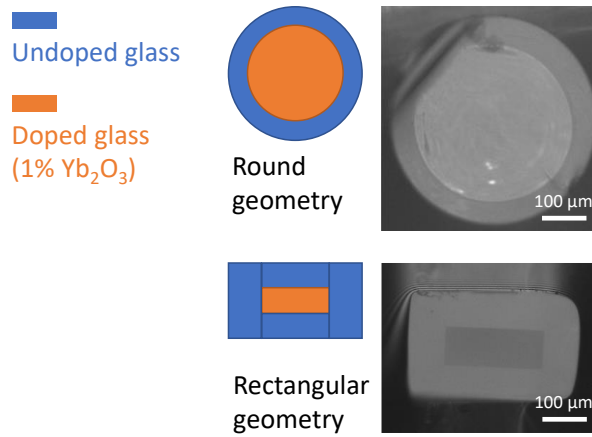 Undoped glass
Doped glass
(1% Yb₂O₃)
Round
geometry
100 µm
Rectangular
geometry
100 µm